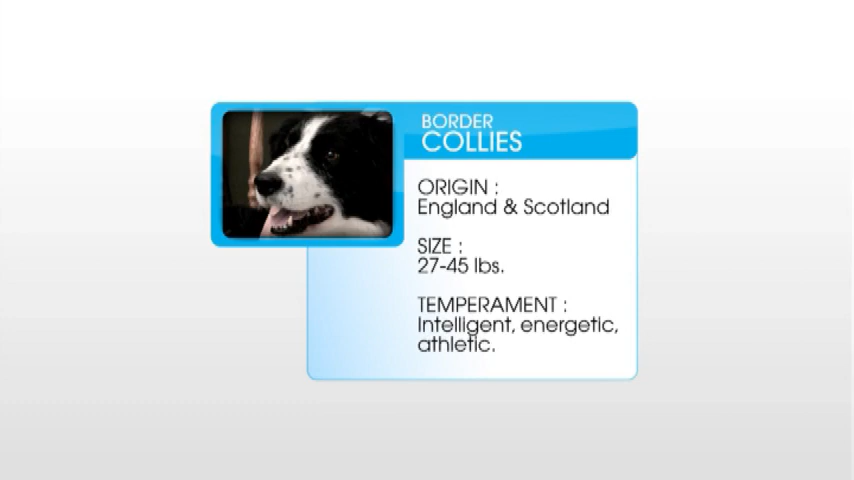 BORDER
COLLIES
ORIGIN :
England & Scotland
SIZE :
27-45 lbs.
TEMPERAMENT :
Intelligent, energetic,
athletic.